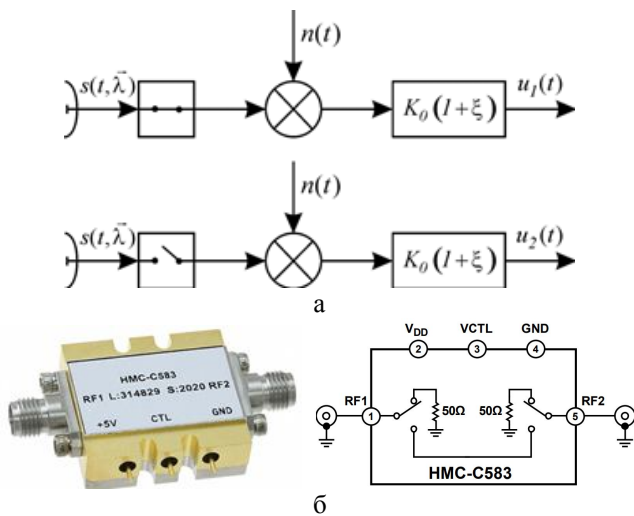 n(t)
s(t, λ⃗)
K₀(1+ξ)
u₁(t)
n(t)
s(t, λ⃗)
K₀(1+ξ)
u₂(t)
а
HMC-C583
RF1 L:314829 S:2020 RF2
+5V CTL GND
V_DD VCTL GND
2 3 4
RF1 RF2
1 50Ω 50Ω 5
HMC-C583
б